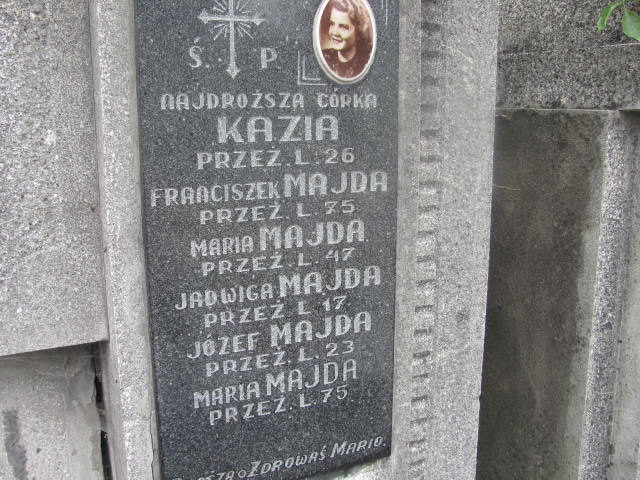 Ś. P.
NAJDROŻSZA CÓRKA
KAZIA
PRZEŻ. L. 26
FRANCISZEK MAJDA
PRZEŻ. L. 75
MARIA MAJDA
PRZEŻ. L. 47
JADWIGA MAJDA
PRZEŻ. L. 17
JÓZEF MAJDA
PRZEŻ. L. 23
MARIA MAJDA
PRZEŻ. L. 75
ZDROWAŚ MARIO.